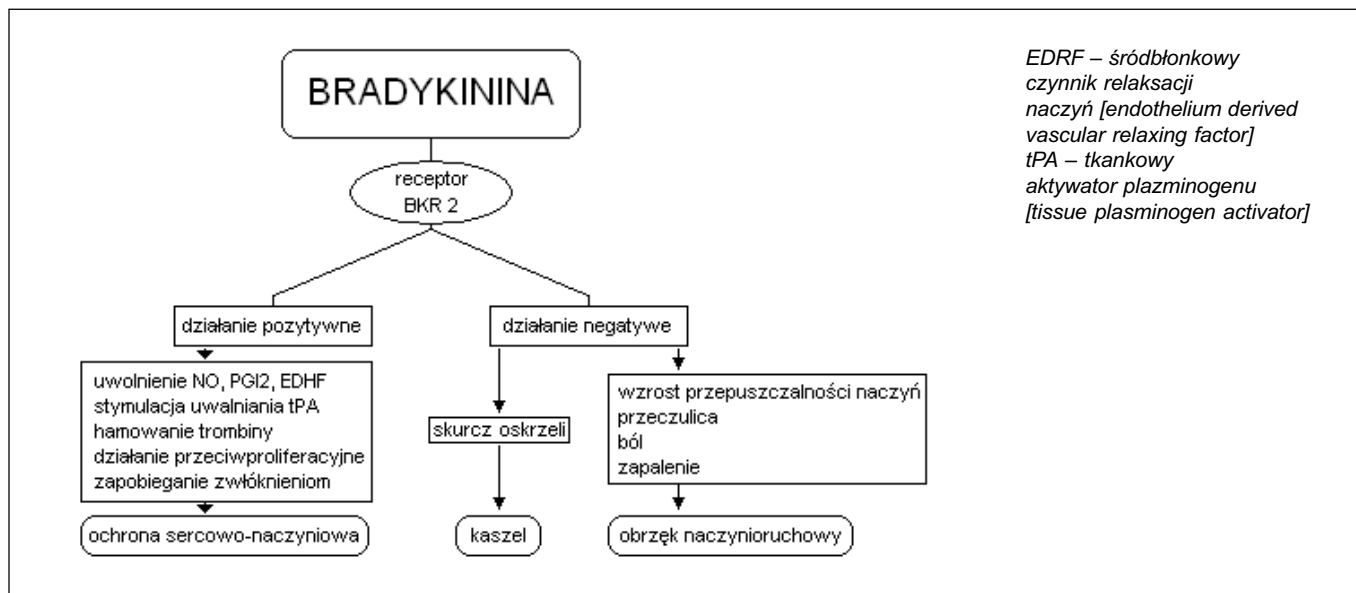 BRADYKININA
receptor
BKR 2
działanie pozytywne
działanie negatywe
uwolnienie NO, PGI2, EDHF
stymulacja uwalniania tPA
hamowanie trombiny
działanie przeciwproliferacyjne
zapobieganie zwłóknieniom
skurcz oskrzeli
wzrost przepuszczalności naczyń
przeczulica
ból
zapalenie
ochrona sercowo-naczyniowa
kaszel
obrzęk naczynioruchowy
EDRF – śródbłonkowy
czynnik relaksacji
naczyń [endothelium derived
vascular relaxing factor]
tPA – tkankowy
aktywator plazminogenu
[tissue plasminogen activator]